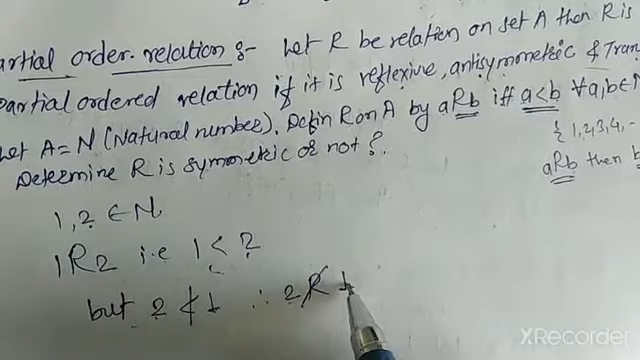 artial order relation :- Let R be relation on set A then R is
Partial ordered relation if it is reflexive, antisymmetric & Tran
Let A = N (Natural number). Defin R on A by aRb iff a<b ∀ a,b∈N
{1,2,3,4,-
Determine R is symmetric or not?
aRb then b
1,2 ∈ N
1R2 i.e 1 < 2
but 2 ≮ 1 ∴ 2 R̸ 1
XRecorder